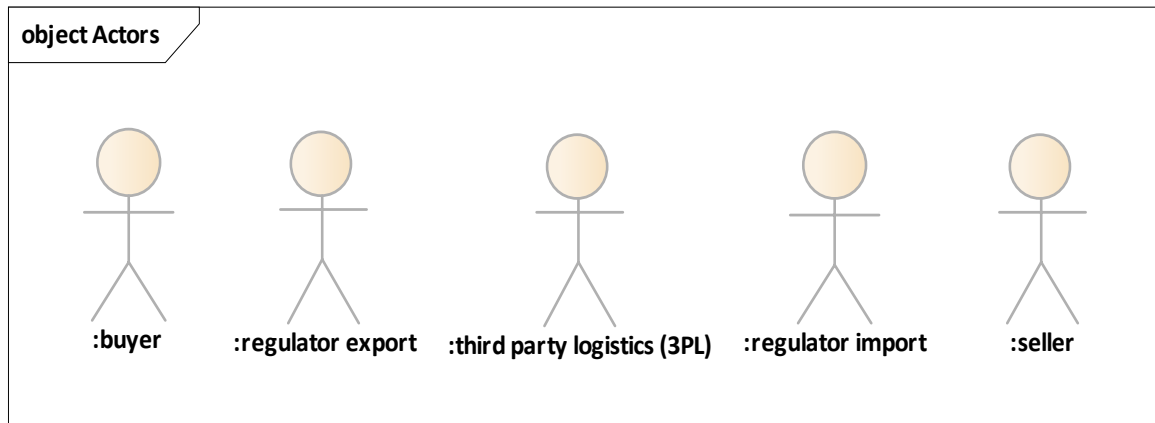 object Actors
:buyer
:regulator export
:third party logistics (3PL)
:regulator import
:seller